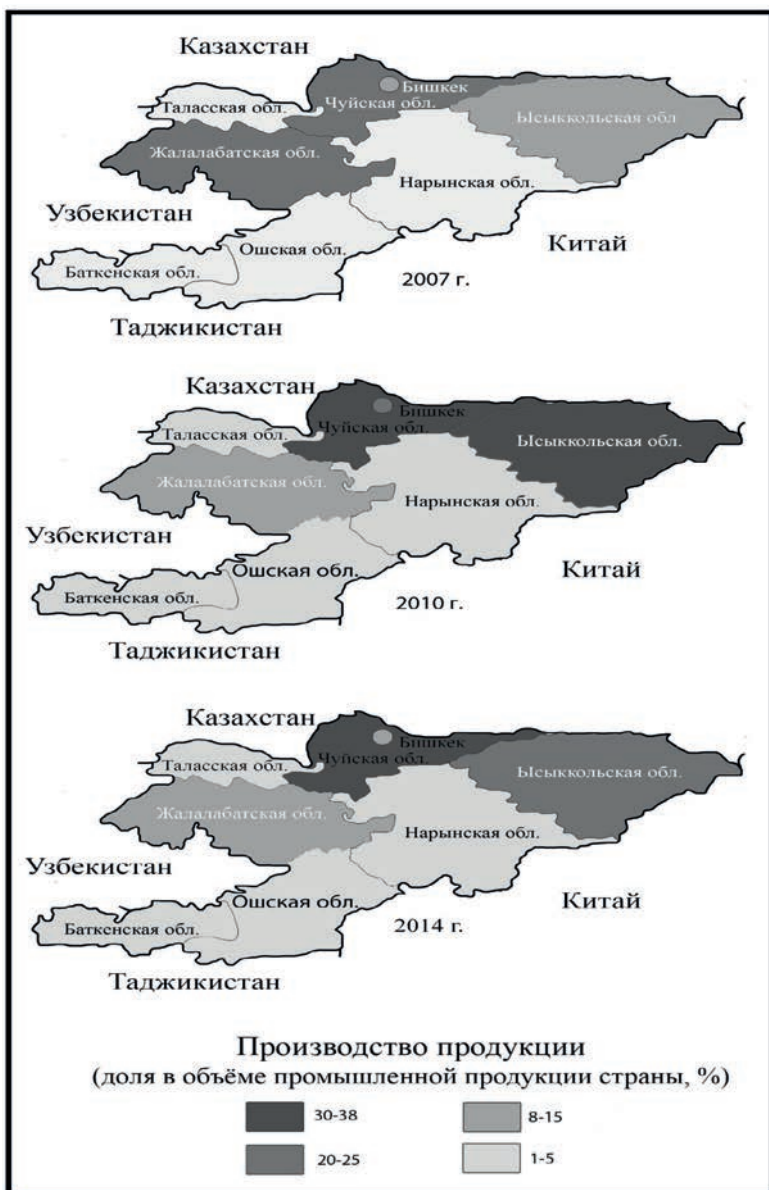 Казахстан
Бишкек
Таласская обл.
Чуйская обл.
Ысыккольская обл
Жалалабатская обл.
Нарынская обл.
Узбекистан
Ошская обл.
Китай
Баткенская обл.
2007 г.
Таджикистан
Казахстан
Бишкек
Таласская обл.
Чуйская обл.
Ысыккольская обл.
Жалалабатская обл.
Нарынская обл.
Узбекистан
Ошская обл.
Китай
Баткенская обл.
2010 г.
Таджикистан
Казахстан
Бишкек
Таласская обл.
Чуйская обл.
Ысыккольская обл.
Жалалабатская обл.
Нарынская обл.
Узбекистан
Ошская обл.
Китай
Баткенская обл.
2014 г.
Таджикистан
Производство продукции
(доля в объёме промышленной продукции страны, %)
30-38
8-15
20-25
1-5